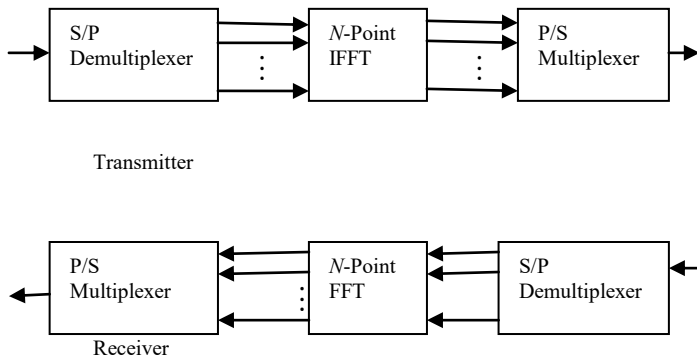 S/P
Demultiplexer
N-Point
IFFT
P/S
Multiplexer
Transmitter
P/S
Multiplexer
N-Point
FFT
S/P
Demultiplexer
Receiver